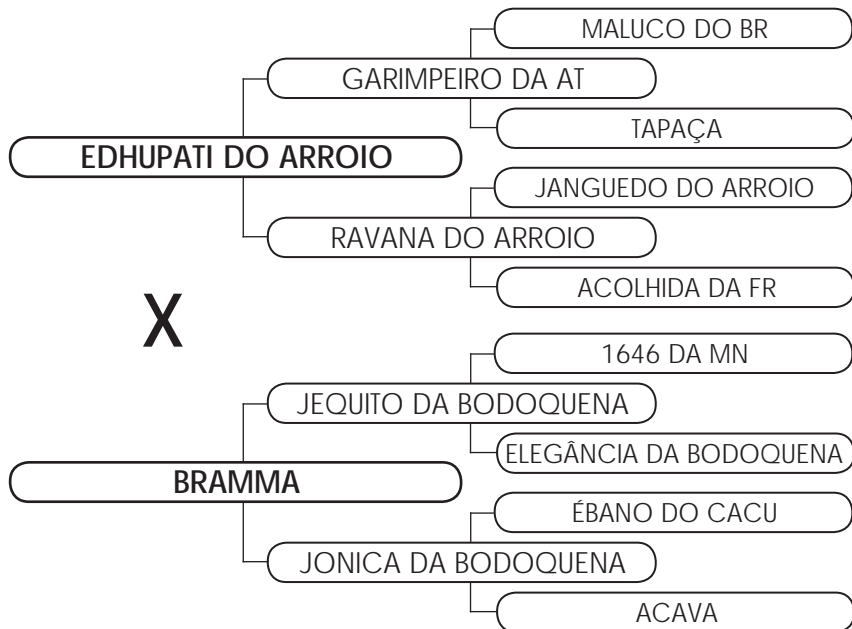 MALUCO DO BR
GARIMPEIRO DA AT
TAPAÇA
EDHUPATI DO ARROIO
JANGUEDO DO ARROIO
RAVANA DO ARROIO
ACOLHIDA DA FR
X
1646 DA MN
JEQUITO DA BODOQUENA
ELEGÂNCIA DA BODOQUENA
BRAMMA
ÉBANO DO CACU
JONICA DA BODOQUENA
ACAVA